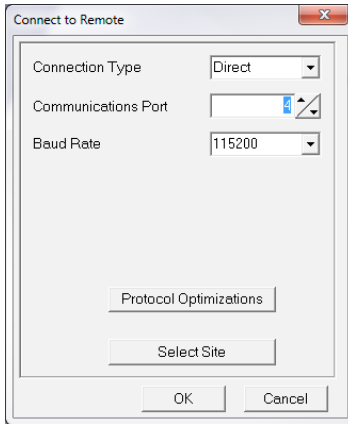 Connect to Remote
Connection Type Direct
Communications Port 4
Baud Rate 115200
Protocol Optimizations
Select Site
OK Cancel